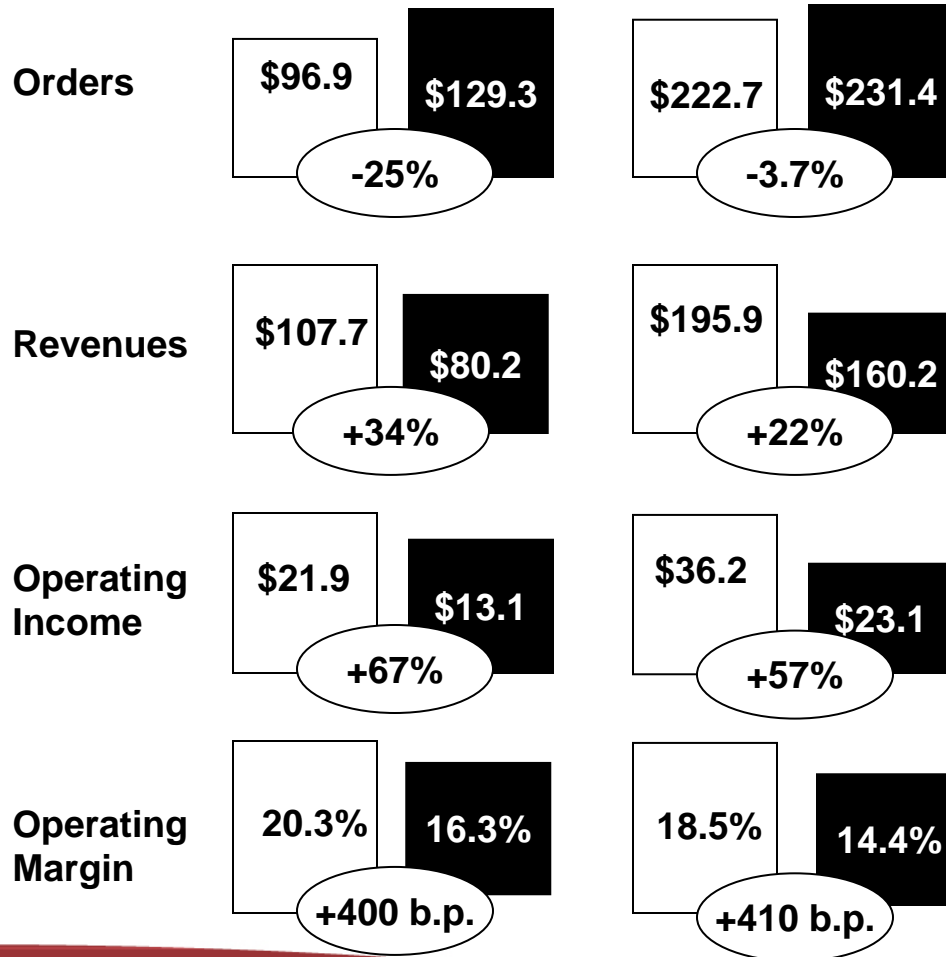 Orders
$96.9
$129.3
-25%
$222.7
$231.4
-3.7%
Revenues
$107.7
$80.2
+34%
$195.9
$160.2
+22%
Operating
Income
$21.9
$13.1
+67%
$36.2
$23.1
+57%
Operating
Margin
20.3%
16.3%
+400 b.p.
18.5%
14.4%
+410 b.p.